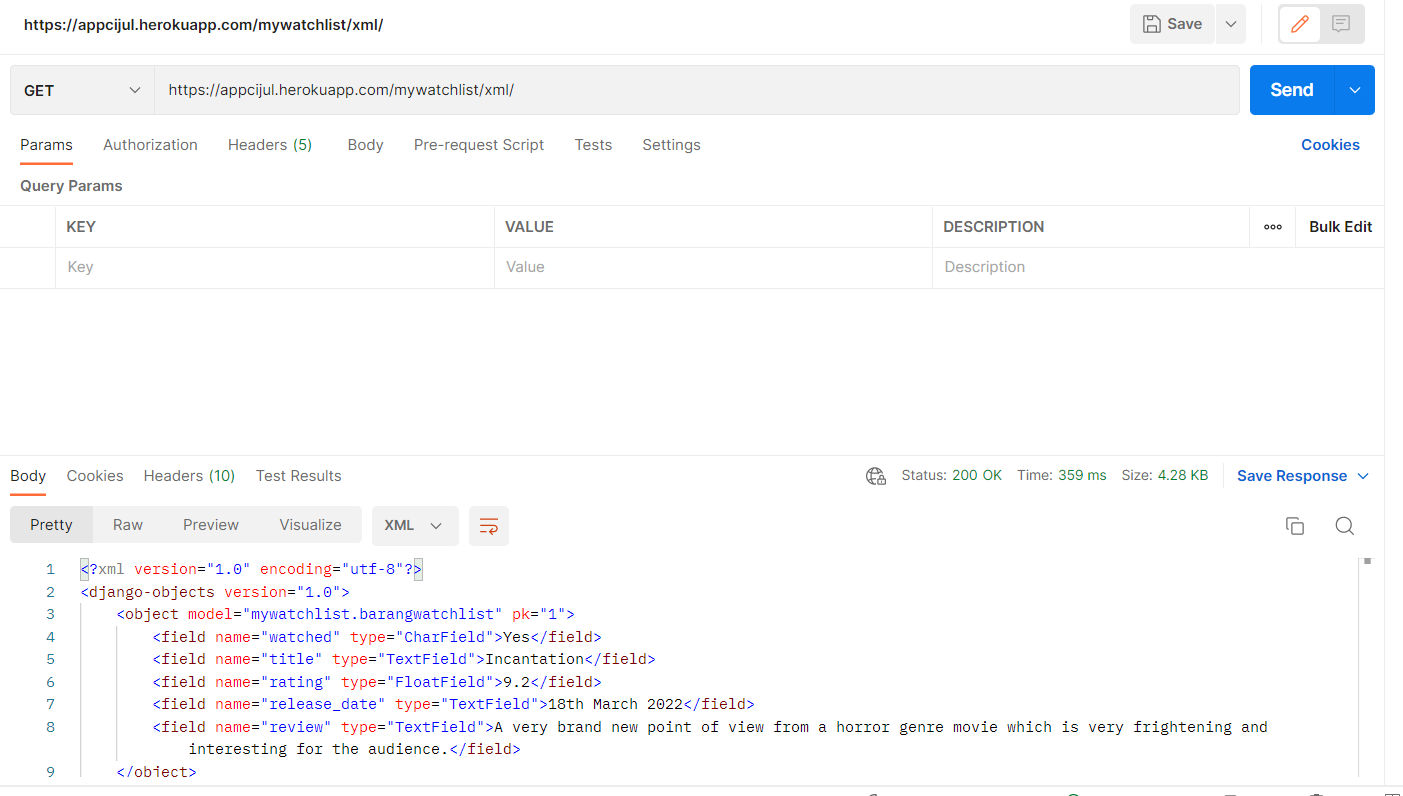 https://appcijul.herokuapp.com/mywatchlist/xml/
Save
GET
https://appcijul.herokuapp.com/mywatchlist/xml/
Send
Params Authorization Headers (5) Body Pre-request Script Tests Settings Cookies
Query Params
KEY VALUE DESCRIPTION ooo Bulk Edit
Key Value Description
Body Cookies Headers (10) Test Results Status: 200 OK Time: 359 ms Size: 4.28 KB Save Response
Pretty Raw Preview Visualize XML
1 <?xml version="1.0" encoding="utf-8"?>
2 <django-objects version="1.0">
3 <object model="mywatchlist.barangwatchlist" pk="1">
4 <field name="watched" type="CharField">Yes</field>
5 <field name="title" type="TextField">Incantation</field>
6 <field name="rating" type="FloatField">9.2</field>
7 <field name="release_date" type="TextField">18th March 2022</field>
8 <field name="review" type="TextField">A very brand new point of view from a horror genre movie which is very frightening and
interesting for the audience.</field>
9 </object>